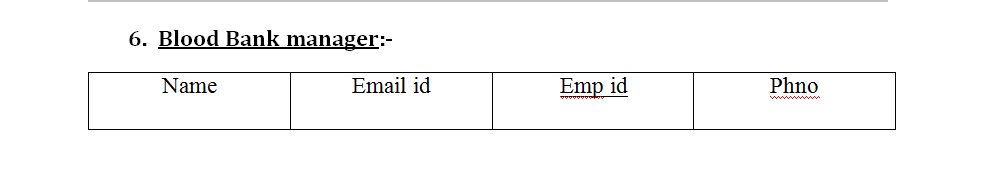 6. Blood Bank manager:-
Name Email id Emp id Phno